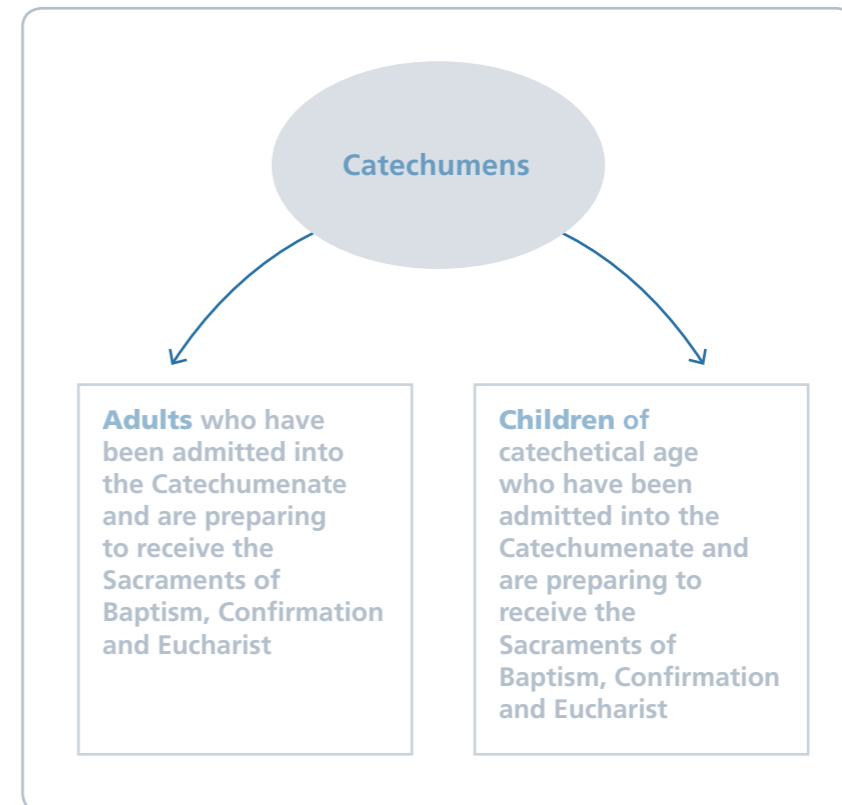 Catechumens
Adults who have
been admitted into
the Catechumenate
and are preparing
to receive the
Sacraments of
Baptism, Confirmation
and Eucharist
Children of
catechetical age
who have been
admitted into the
Catechumenate and
are preparing to
receive the
Sacraments of
Baptism, Confirmation
and Eucharist